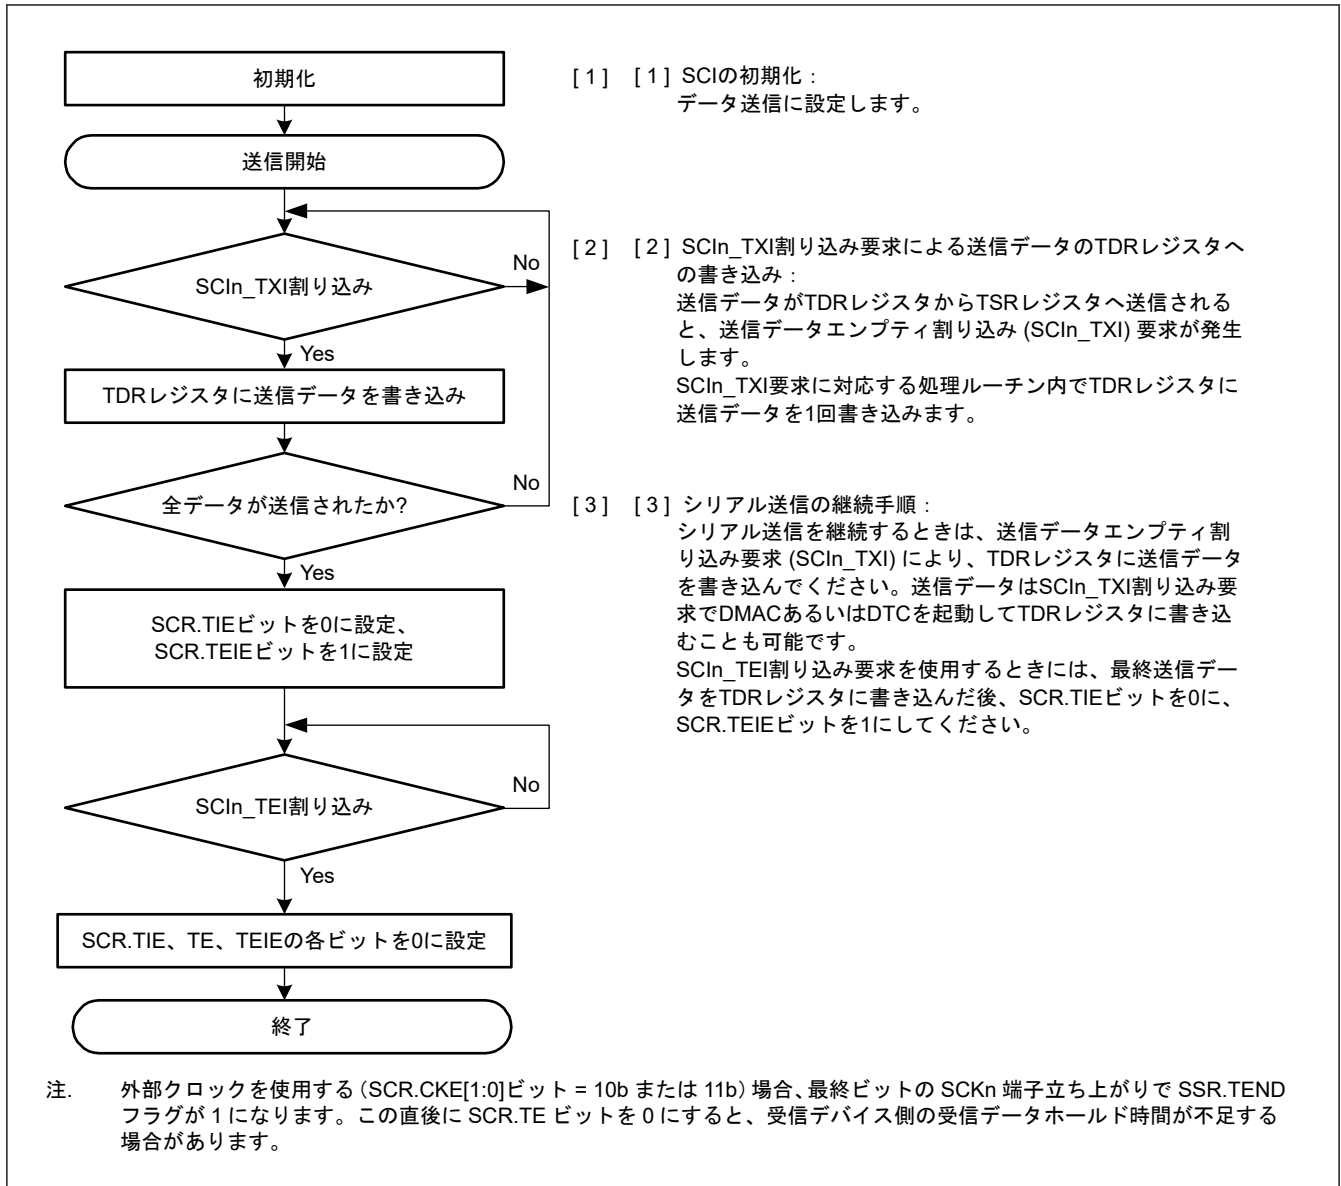 初期化
[ 1 ] [ 1 ] SCIの初期化：
データ送信に設定します。
送信開始
SCIn_TXI割り込み
No
Yes
[ 2 ] [ 2 ] SCIn_TXI割り込み要求による送信データのTDRレジスタへ
の書き込み：
送信データがTDRレジスタからTSRレジスタへ送信される
と、送信データエンプティ割り込み (SCIn_TXI) 要求が発生
します。
SCIn_TXI要求に対応する処理ルーチン内でTDRレジスタに
送信データを1回書き込みます。
TDRレジスタに送信データを書き込み
全データが送信されたか?
No
Yes
[ 3 ] [ 3 ] シリアル送信の継続手順：
シリアル送信を継続するときは、送信データエンプティ割
り込み要求 (SCIn_TXI) により、TDRレジスタに送信データ
を書き込んでください。送信データはSCIn_TXI割り込み要
求でDMACあるいはDTCを起動してTDRレジスタに書き込
むことも可能です。
SCIn_TEI割り込み要求を使用するときには、最終送信デー
タをTDRレジスタに書き込んだ後、SCR.TIEビットを0に、
SCR.TEIEビットを1にしてください。
SCR.TIEビットを0に設定、
SCR.TEIEビットを1に設定
SCIn_TEI割り込み
No
Yes
SCR.TIE、TE、TEIEの各ビットを0に設定
終了
注. 外部クロックを使用する（SCR.CKE[1:0]ビット = 10b または 11b）場合、最終ビットの SCKn 端子立ち上がりで SSR.TEND
フラグが 1 になります。この直後に SCR.TE ビットを 0 にすると、受信デバイス側の受信データホールド時間が不足する
場合があります。